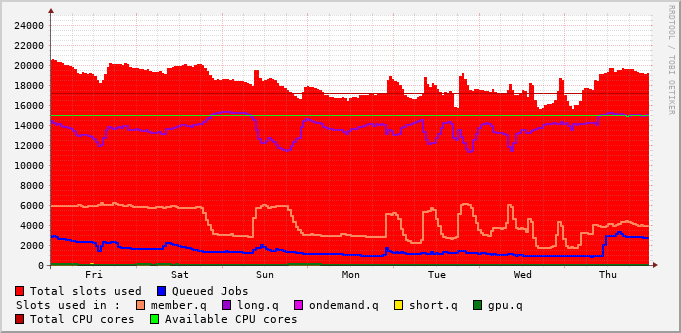 24000
22000
20000
18000
16000
14000
12000
10000
8000
6000
4000
2000
0
Fri Sat Sun Mon Tue Wed Thu
RRDTOOL / TOBI OETIKER
Total slots used Queued Jobs
Slots used in : member.q long.q ondemand.q short.q gpu.q
Total CPU cores Available CPU cores